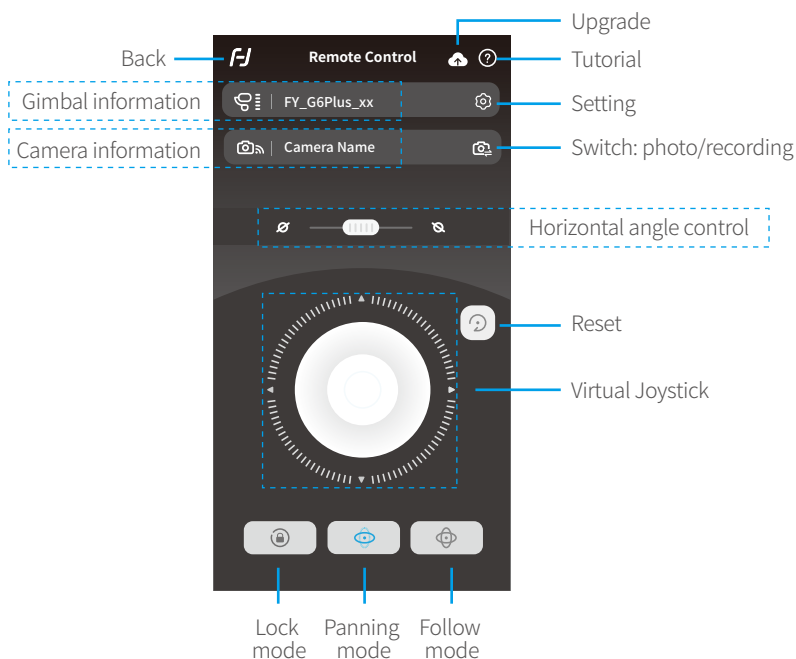 Upgrade
Back
Remote Control
Tutorial
Gimbal information
FY_G6Plus_xx
Setting
Camera information
Camera Name
Switch: photo/recording
Horizontal angle control
Reset
Virtual Joystick
Lock
mode
Panning
mode
Follow
mode